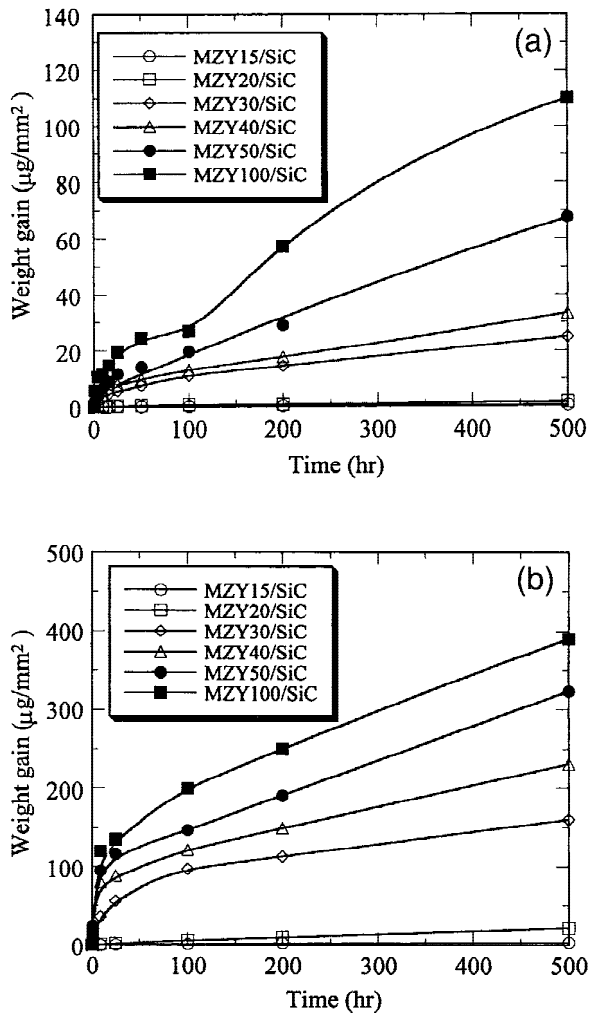 140
(a)
MZY15/SiC
120
MZY20/SiC
MZY30/SiC
100
MZY40/SiC
MZY50/SiC
80
MZY100/SiC
60
40
20
0
Weight gain (μg/mm²)
0 100 200 300 400 500
Time (hr)
500
(b)
MZY15/SiC
MZY20/SiC
400
MZY30/SiC
MZY40/SiC
300
MZY50/SiC
MZY100/SiC
200
100
0
Weight gain (μg/mm²)
0 100 200 300 400 500
Time (hr)